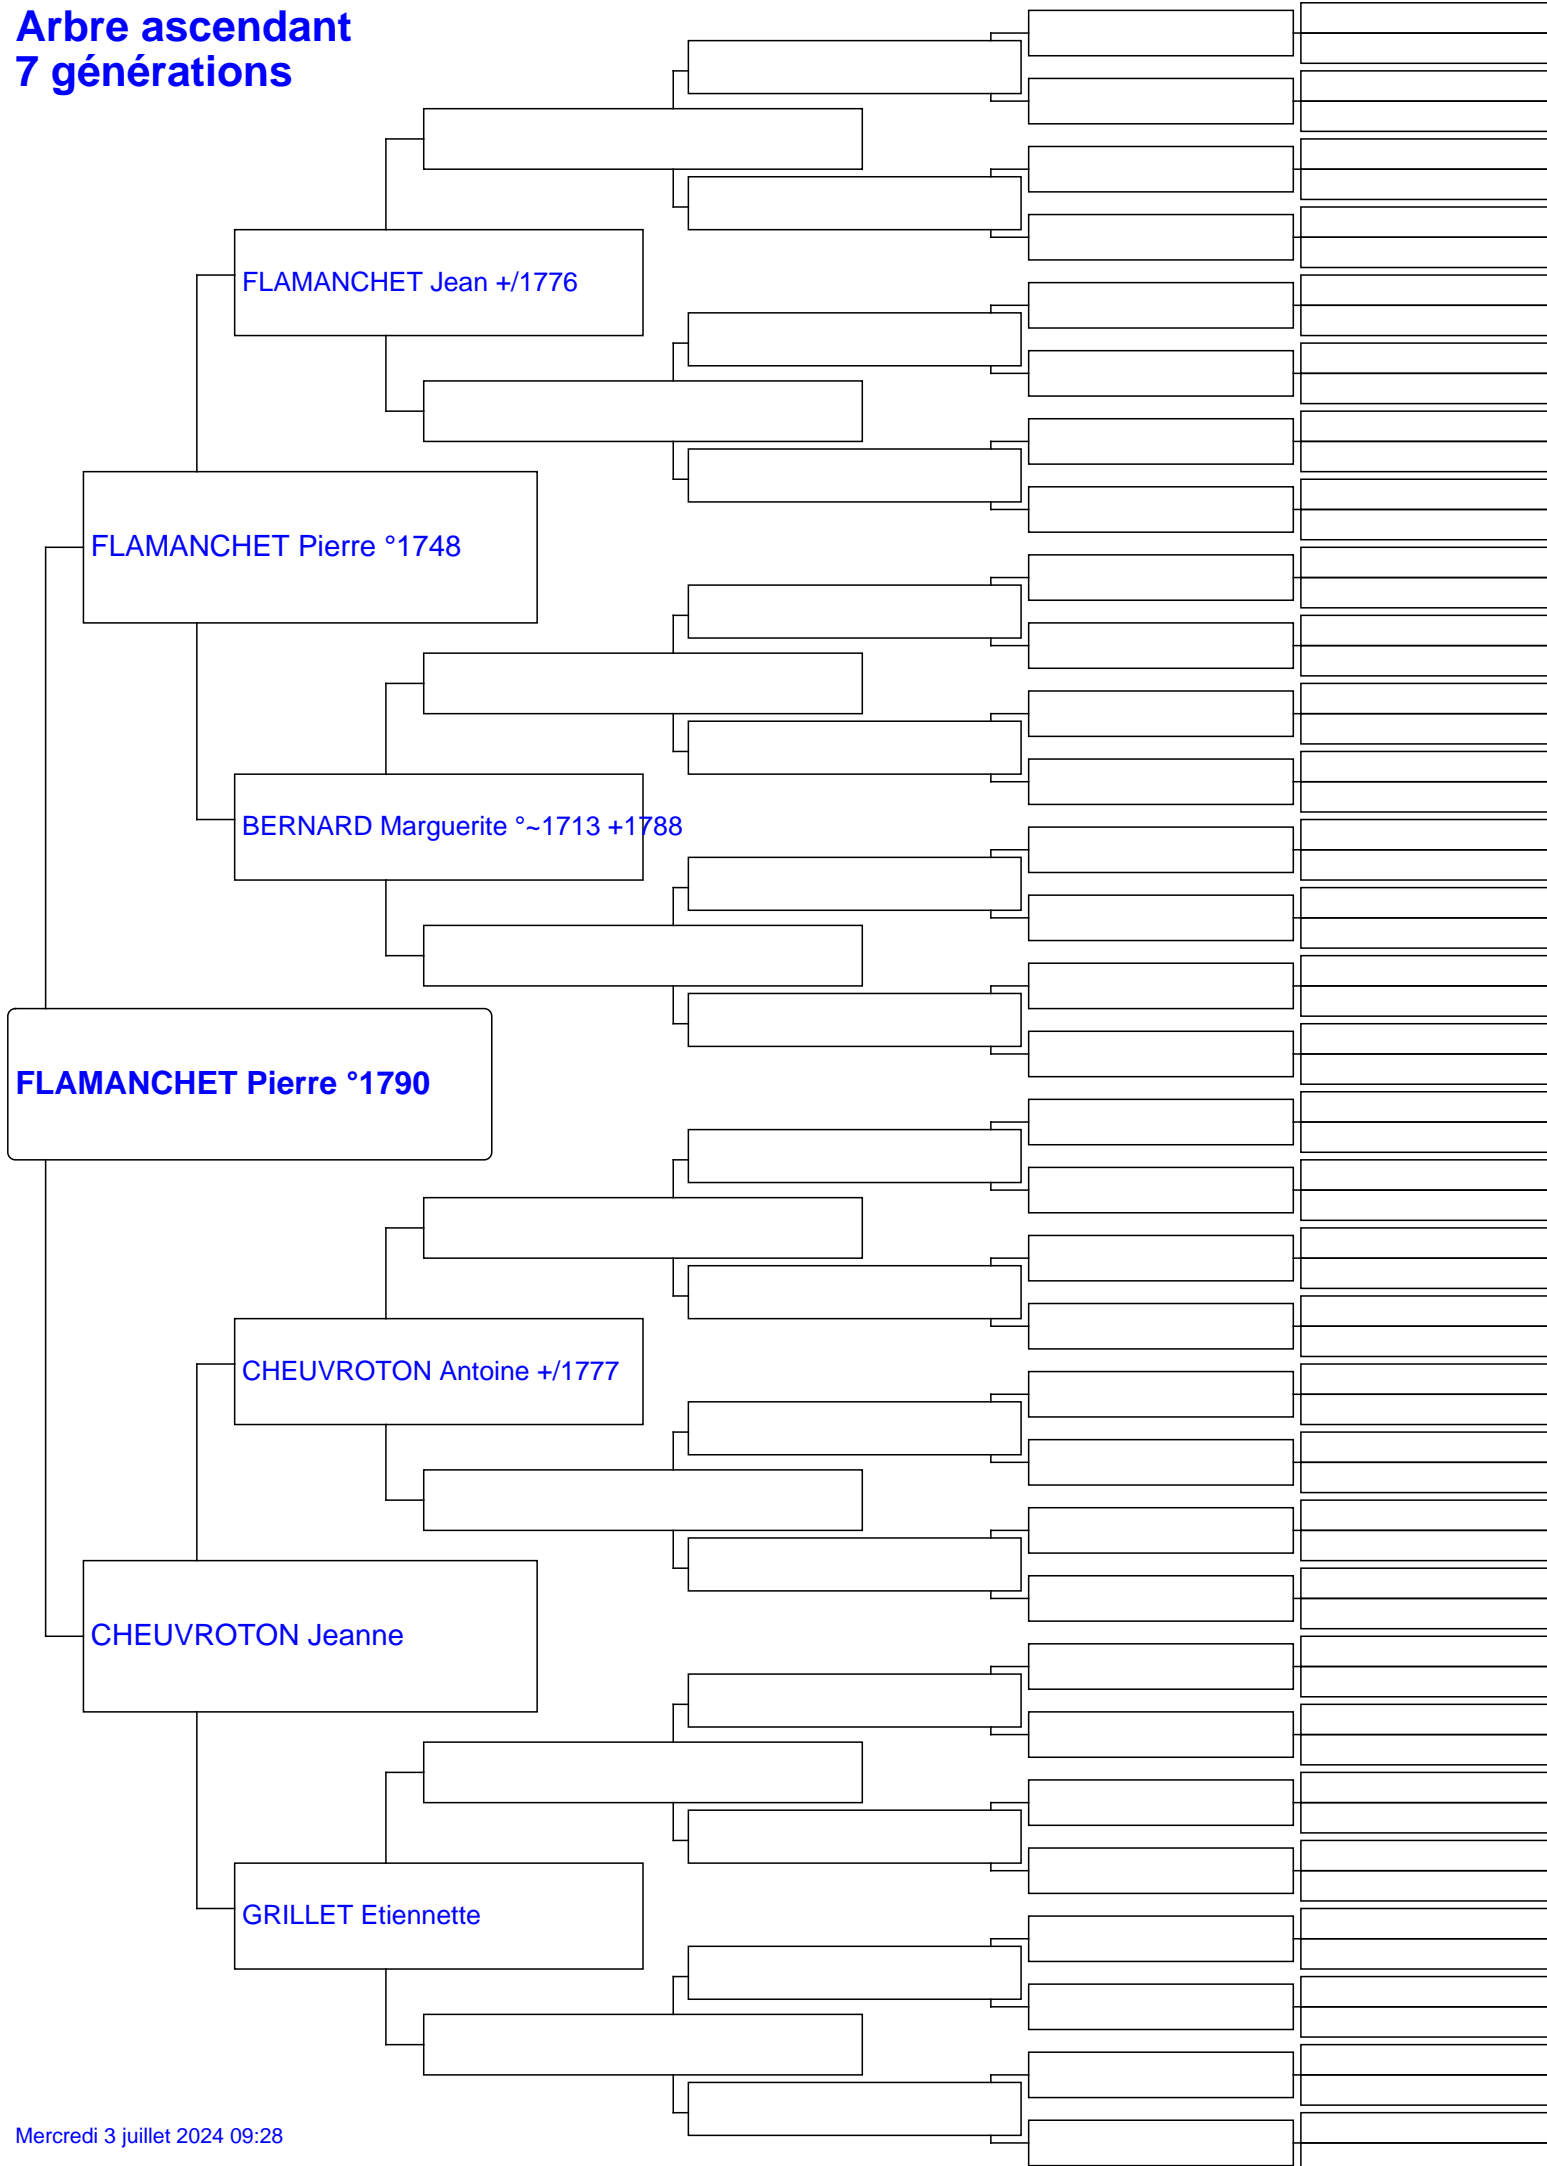 Arbre ascendant
7 générations
FLAMANCHET Jean +/1776
FLAMANCHET Pierre °1748
BERNARD Marguerite °~1713 +1788
FLAMANCHET Pierre °1790
CHEUVROTON Antoine +/1777
CHEUVROTON Jeanne
GRILLET Etiennette
Mercredi 3 juillet 2024 09:28